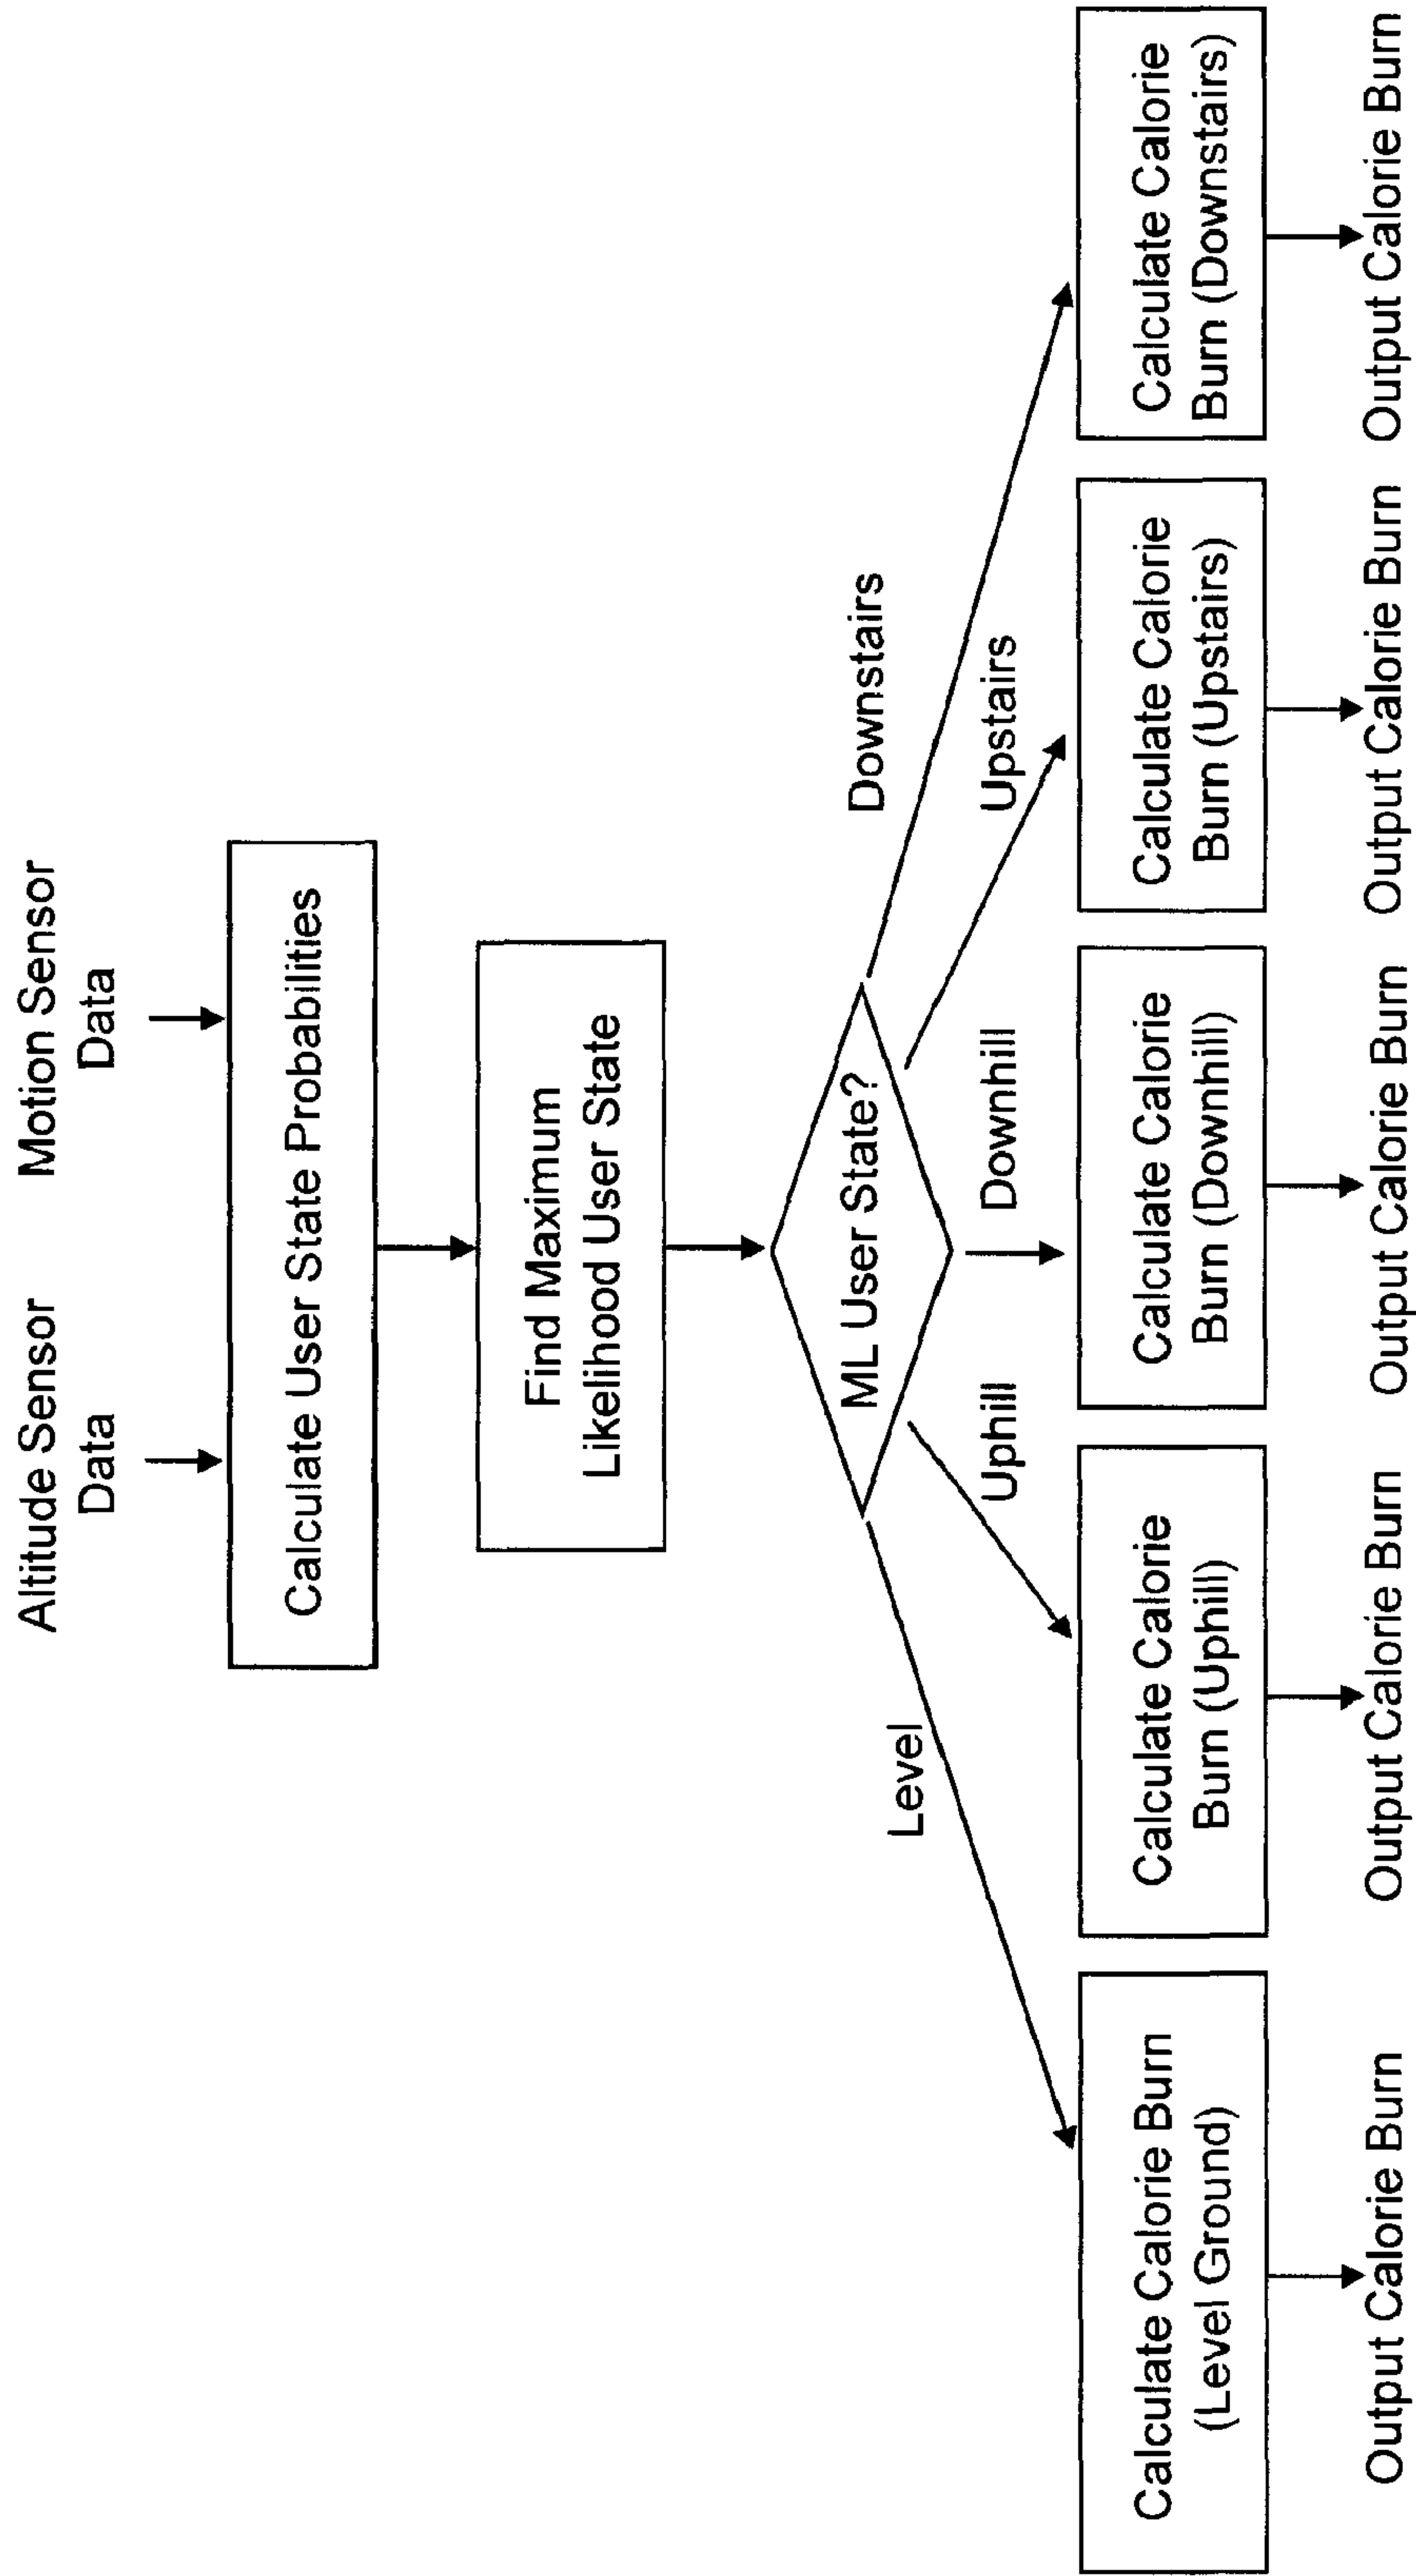 Altitude Sensor
Data
Motion Sensor
Data
Calculate User State Probabilities
Find Maximum
Likelihood User State
ML User State?
Level
Uphill
Downhill
Upstairs
Downstairs
Calculate Calorie Burn
(Level Ground)
Calculate Calorie
Burn (Uphill)
Calculate Calorie
Burn (Downhill)
Calculate Calorie
Burn (Upstairs)
Calculate Calorie
Burn (Downstairs)
Output Calorie Burn
Output Calorie Burn
Output Calorie Burn
Output Calorie Burn
Output Calorie Burn